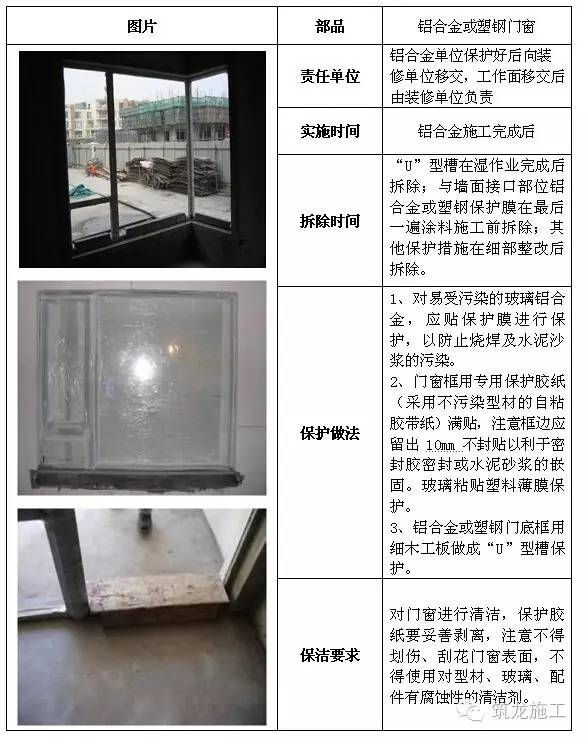 图片
部品
铝合金或塑钢门窗
责任单位
铝合金单位保护好后向装
修单位移交,工作面移交后
由装修单位负责
实施时间
铝合金施工完成后
拆除时间
“U”型槽在湿作业完成后
拆除；与墙面接口部位铝
合金或塑钢保护膜在最后
一遍涂料施工前拆除；其
他保护措施在细部整改后
拆除。
保护做法
1、对易受污染的玻璃铝合
金，应贴保护膜进行保
护，以防止烧焊及水泥沙
浆的污染。
2、门窗框用专用保护胶纸
（采用不污染型材的自粘
胶带纸）满贴，注意框边应
留出 10mm 不封贴以利于密
封胶密封或水泥砂浆的嵌
固。玻璃粘贴塑料薄膜保
护。
3、铝合金或塑钢门底框用
细木工板做成“U”型槽保
护。
保洁要求
对门窗进行清洁，保护胶
纸要妥善剥离，注意不得
划伤、刮花门窗表面，不
得使用对型材、玻璃、配
件有腐蚀性的清洁剂。
筑龙施工